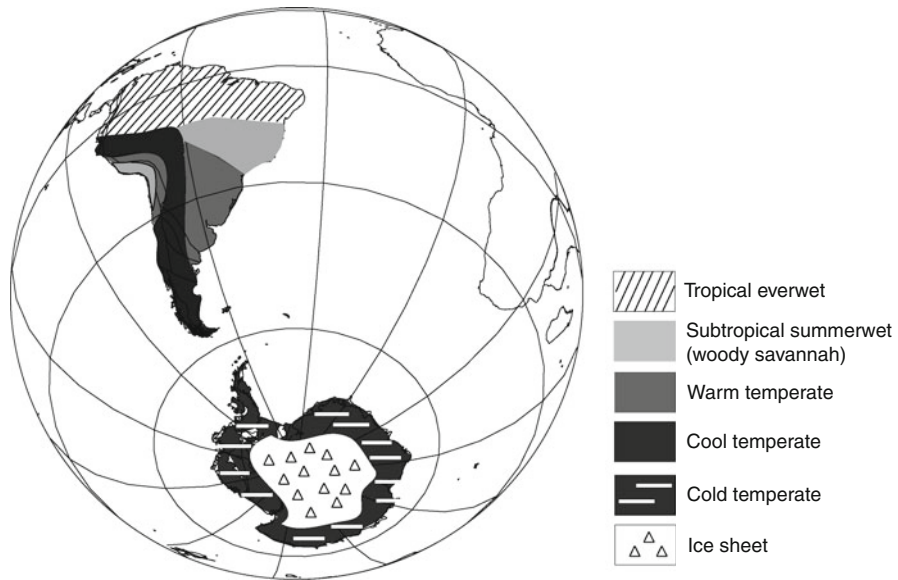 Tropical everwet
Subtropical summerwet
(woody savannah)
Warm temperate
Cool temperate
Cold temperate
Ice sheet